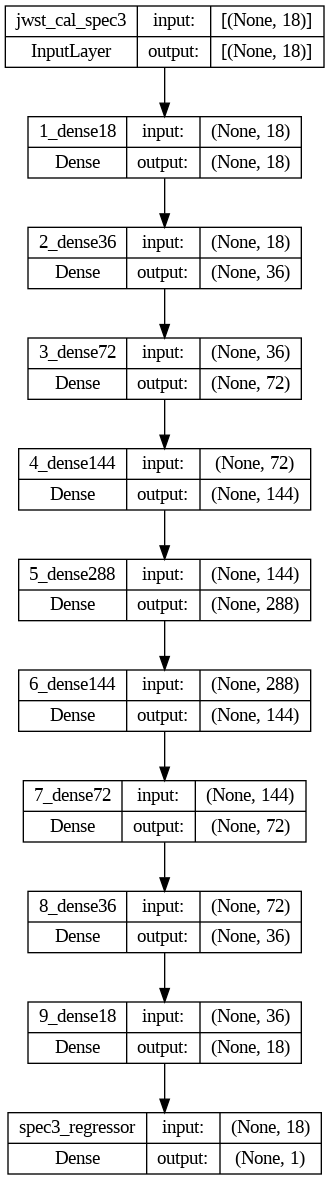 jwst_cal_spec3 input: [(None, 18)]
InputLayer output: [(None, 18)]
1_dense18 input: (None, 18)
Dense output: (None, 18)
2_dense36 input: (None, 18)
Dense output: (None, 36)
3_dense72 input: (None, 36)
Dense output: (None, 72)
4_dense144 input: (None, 72)
Dense output: (None, 144)
5_dense288 input: (None, 144)
Dense output: (None, 288)
6_dense144 input: (None, 288)
Dense output: (None, 144)
7_dense72 input: (None, 144)
Dense output: (None, 72)
8_dense36 input: (None, 72)
Dense output: (None, 36)
9_dense18 input: (None, 36)
Dense output: (None, 18)
spec3_regressor input: (None, 18)
Dense output: (None, 1)